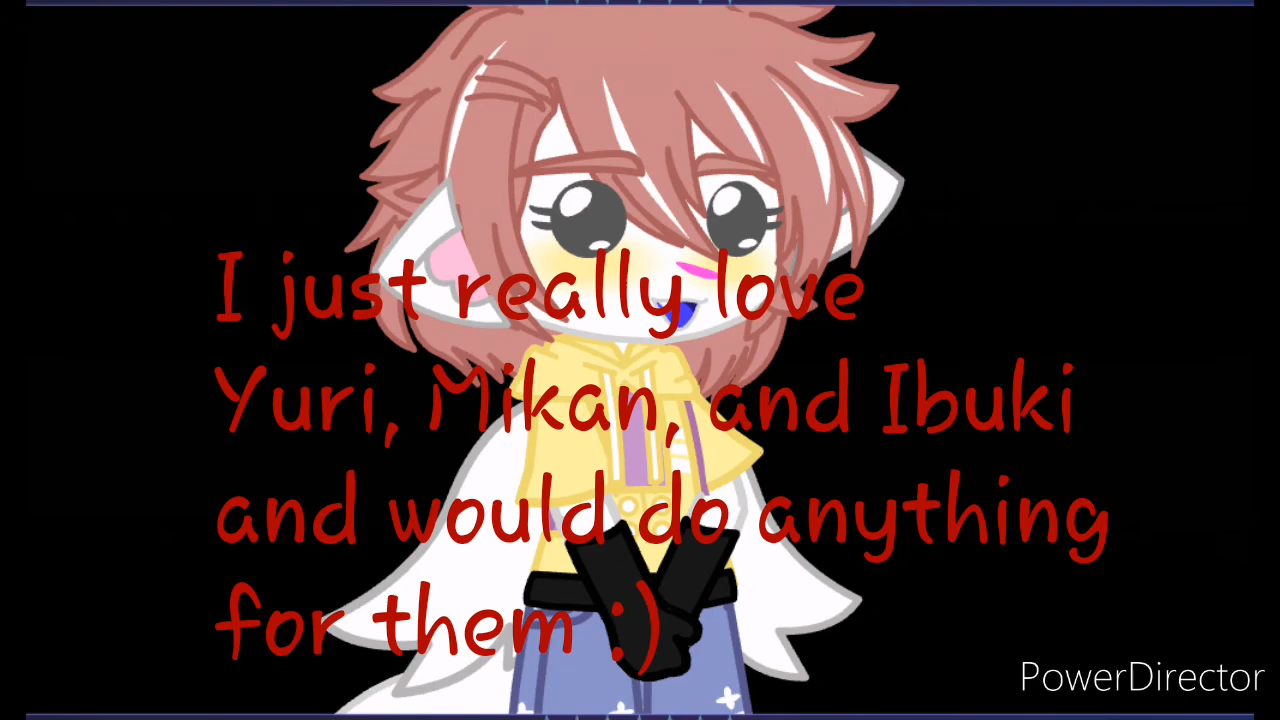 I just really love
Yuri, Mikan, and Ibuki
and would do anything
for them :)
PowerDirector